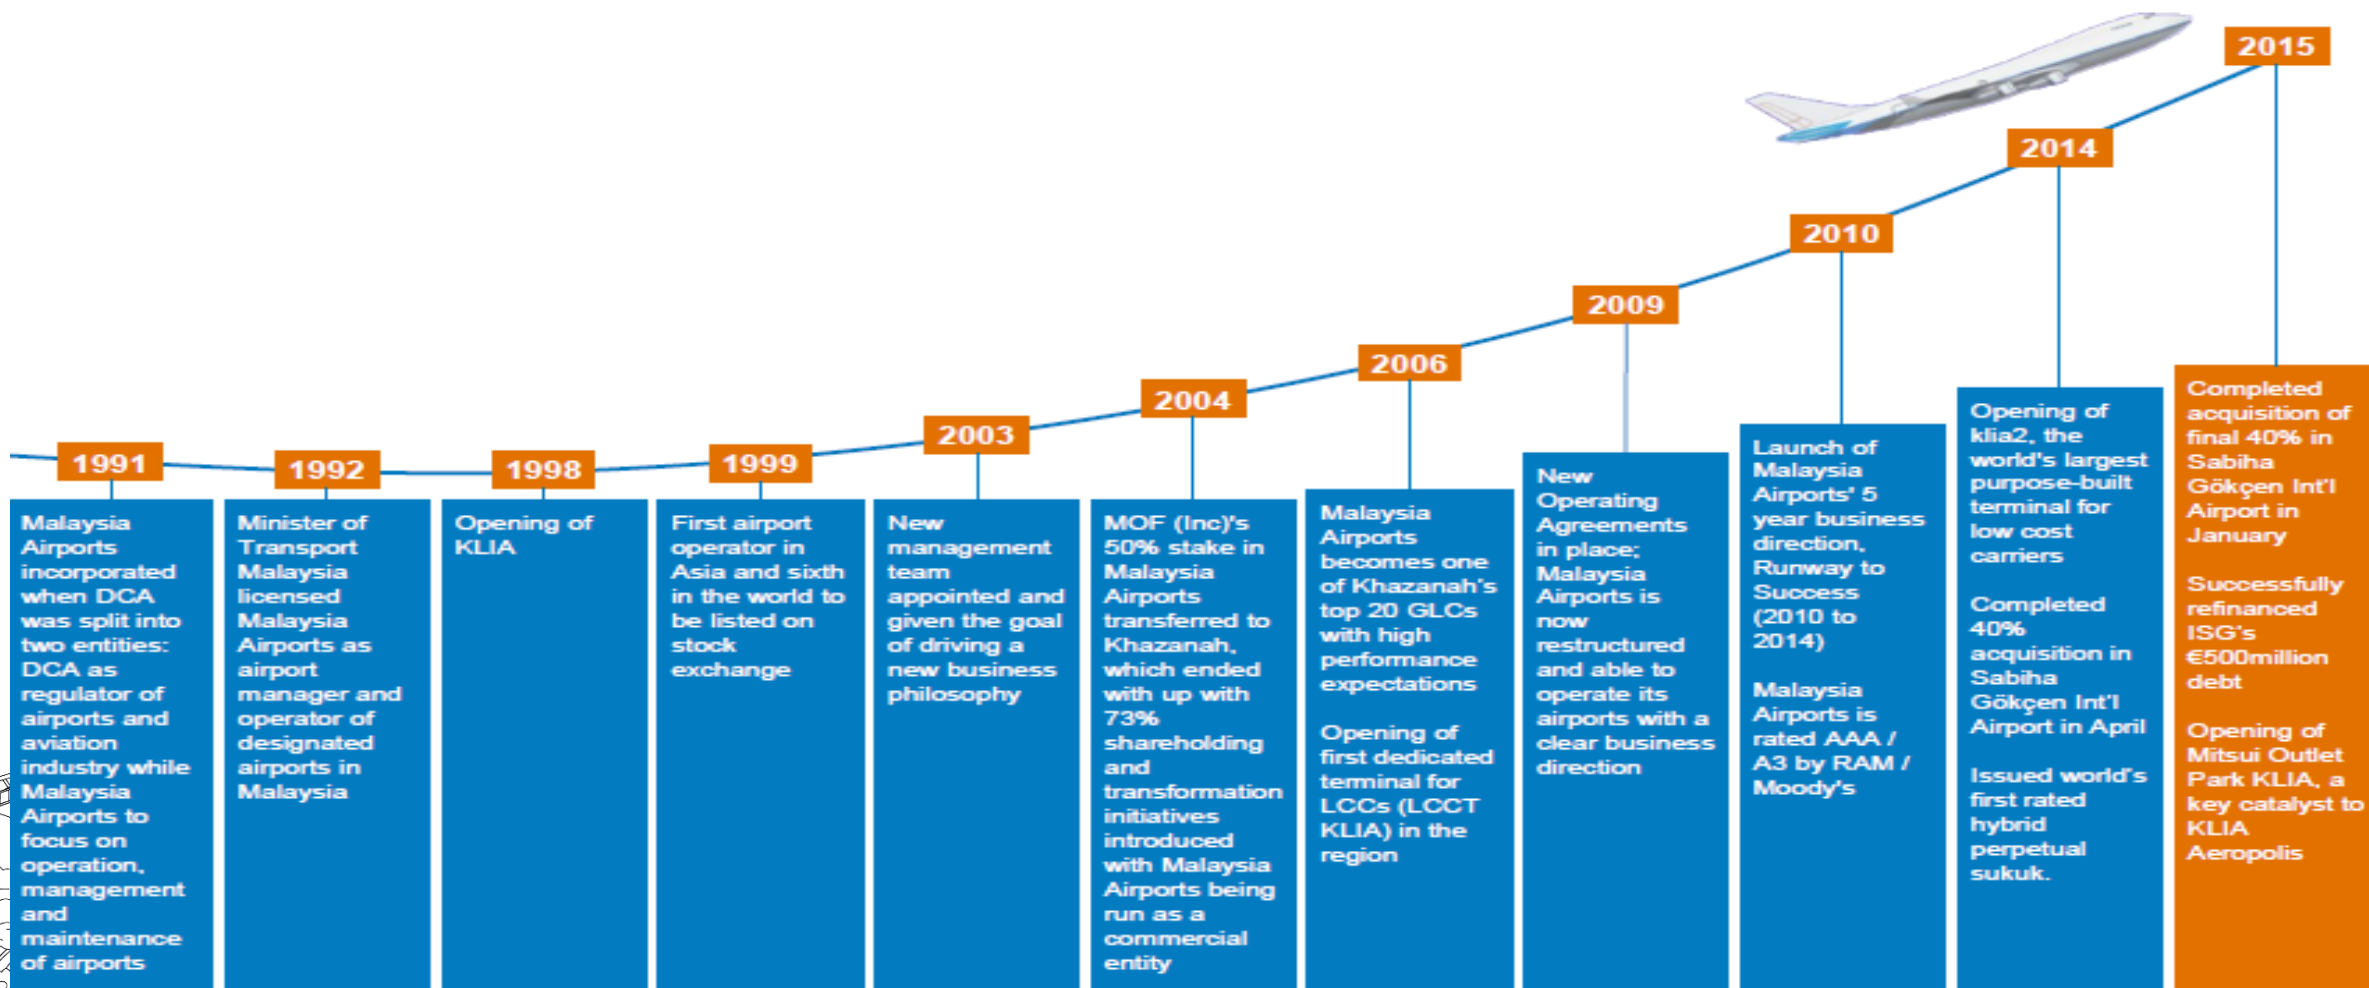 1991
Malaysia
Airports
incorporated
when DCA
was split into
two entities:
DCA as
regulator of
airports and
aviation
industry while
Malaysia
Airports to
focus on
operation,
management
and
maintenance
of airports
1992
Minister of
Transport
Malaysia
licensed
Malaysia
Airports as
airport
manager and
operator of
designated
airports in
Malaysia
1998
Opening of
KLIA
1999
First airport
operator in
Asia and sixth
in the world to
be listed on
stock
exchange
2003
New
management
team
appointed and
given the goal
of driving a
new business
philosophy
2004
MOF (Inc)'s
50% stake in
Malaysia
Airports
transferred to
Khazanah,
which ended
with up with
73%
shareholding
and
transformation
initiatives
introduced
with Malaysia
Airports being
run as a
commercial
entity
2006
Malaysia
Airports
becomes one
of Khazanah's
top 20 GLCs
with high
performance
expectations
Opening of
first dedicated
terminal for
LCCs (LCCT
KLIA) in the
region
2009
New
Operating
Agreements
in place;
Malaysia
Airports is
now
restructured
and able to
operate its
airports with a
clear business
direction
2010
Launch of
Malaysia
Airports' 5
year business
direction,
Runway to
Success
(2010 to
2014)
Malaysia
Airports is
rated AAA /
A3 by RAM /
Moody's
2014
Opening of
klia2, the
world's largest
purpose-built
terminal for
low cost
carriers
Completed
40%
acquisition in
Sabiha
Gökçen Int'l
Airport in April
Issued world's
first rated
hybrid
perpetual
sukuk.
2015
Completed
acquisition of
final 40% in
Sabiha
Gökçen Int'l
Airport in
January
Successfully
refinanced
ISG's
€500million
debt
Opening of
Mitsui Outlet
Park KLIA, a
key catalyst to
KLIA
Aeropolis